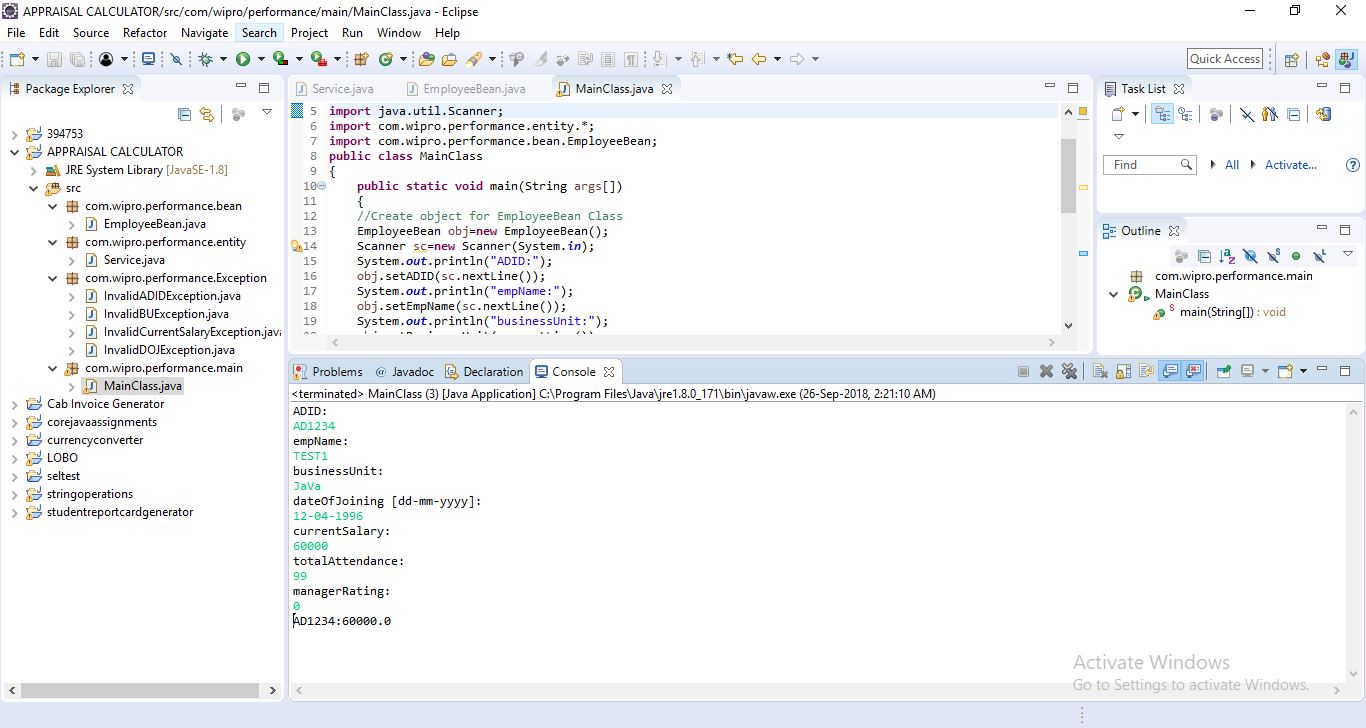 APPRAISAL CALCULATOR/src/com/wipro/performance/main/MainClass.java - Eclipse
File Edit Source Refactor Navigate Search Project Run Window Help
Quick Access
Package Explorer
394753
APPRAISAL CALCULATOR
JRE System Library [JavaSE-1.8]
src
com.wipro.performance.bean
EmployeeBean.java
com.wipro.performance.entity
Service.java
com.wipro.performance.Exception
InvalidADIDException.java
InvalidBUException.java
InvalidCurrentSalaryException.java
InvalidDOJException.java
com.wipro.performance.main
MainClass.java
Cab Invoice Generator
corejavaassignments
currencyconverter
LOBO
seltest
stringoperations
studentreportcardgenerator
Service.java EmployeeBean.java MainClass.java
5 import java.util.Scanner;
6 import com.wipro.performance.entity.*;
7 import com.wipro.performance.bean.EmployeeBean;
8 public class MainClass
9 {
10 public static void main(String args[])
11 {
12 //Create object for EmployeeBean Class
13 EmployeeBean obj=new EmployeeBean();
14 Scanner sc=new Scanner(System.in);
15 System.out.println("ADID:");
16 obj.setADID(sc.nextLine());
17 System.out.println("empName:");
18 obj.setEmpName(sc.nextLine());
19 System.out.println("businessUnit:");
Task List
Find All Activate...
Outline
com.wipro.performance.main
MainClass
main(String[]) : void
Problems @ Javadoc Declaration Console
<terminated> MainClass (3) [Java Application] C:\Program Files\Java\jre1.8.0_171\bin\javaw.exe (26-Sep-2018, 2:21:10 AM)
ADID:
AD1234
empName:
TEST1
businessUnit:
JaVa
dateOfJoining [dd-mm-yyyy]:
12-04-1996
currentSalary:
60000
totalAttendance:
99
managerRating:
0
AD1234:60000.0
Activate Windows
Go to Settings to activate Windows.